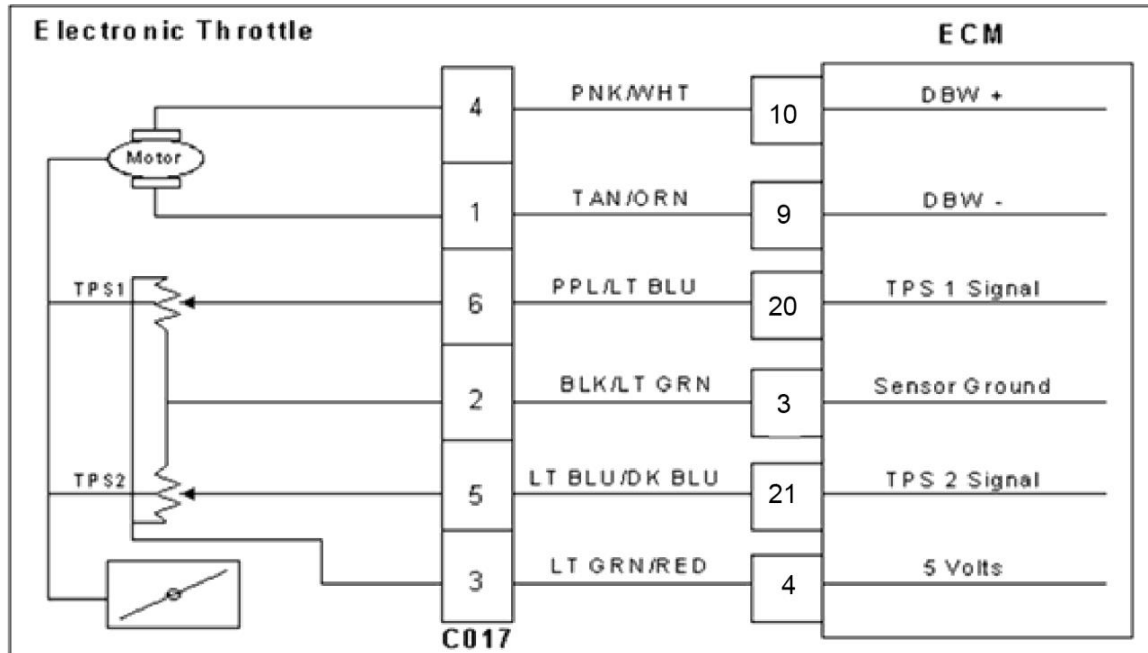 Electronic Throttle
ECM
4
PNK/WHT
10
DBW +
Motor
1
TAN/ORN
9
DBW -
TPS1
6
PPL/LT BLU
20
TPS 1 Signal
2
BLK/LT GRN
3
Sensor Ground
TPS2
5
LT BLU/DK BLU
21
TPS 2 Signal
3
LT GRN/RED
4
5 Volts
C017